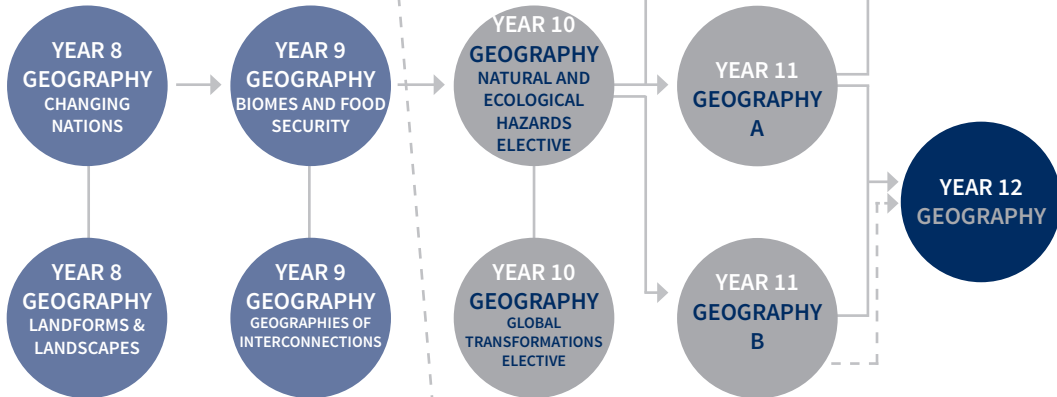 YEAR 8
GEOGRAPHY
CHANGING
NATIONS
YEAR 9
GEOGRAPHY
BIOMES AND FOOD
SECURITY
YEAR 10
GEOGRAPHY
NATURAL AND
ECOLOGICAL
HAZARDS
ELECTIVE
YEAR 11
GEOGRAPHY
A
YEAR 12
GEOGRAPHY
YEAR 8
GEOGRAPHY
LANDFORMS &
LANDSCAPES
YEAR 9
GEOGRAPHY
GEOGRAPHIES OF
INTERCONNECTIONS
YEAR 10
GEOGRAPHY
GLOBAL
TRANSFORMATIONS
ELECTIVE
YEAR 11
GEOGRAPHY
B